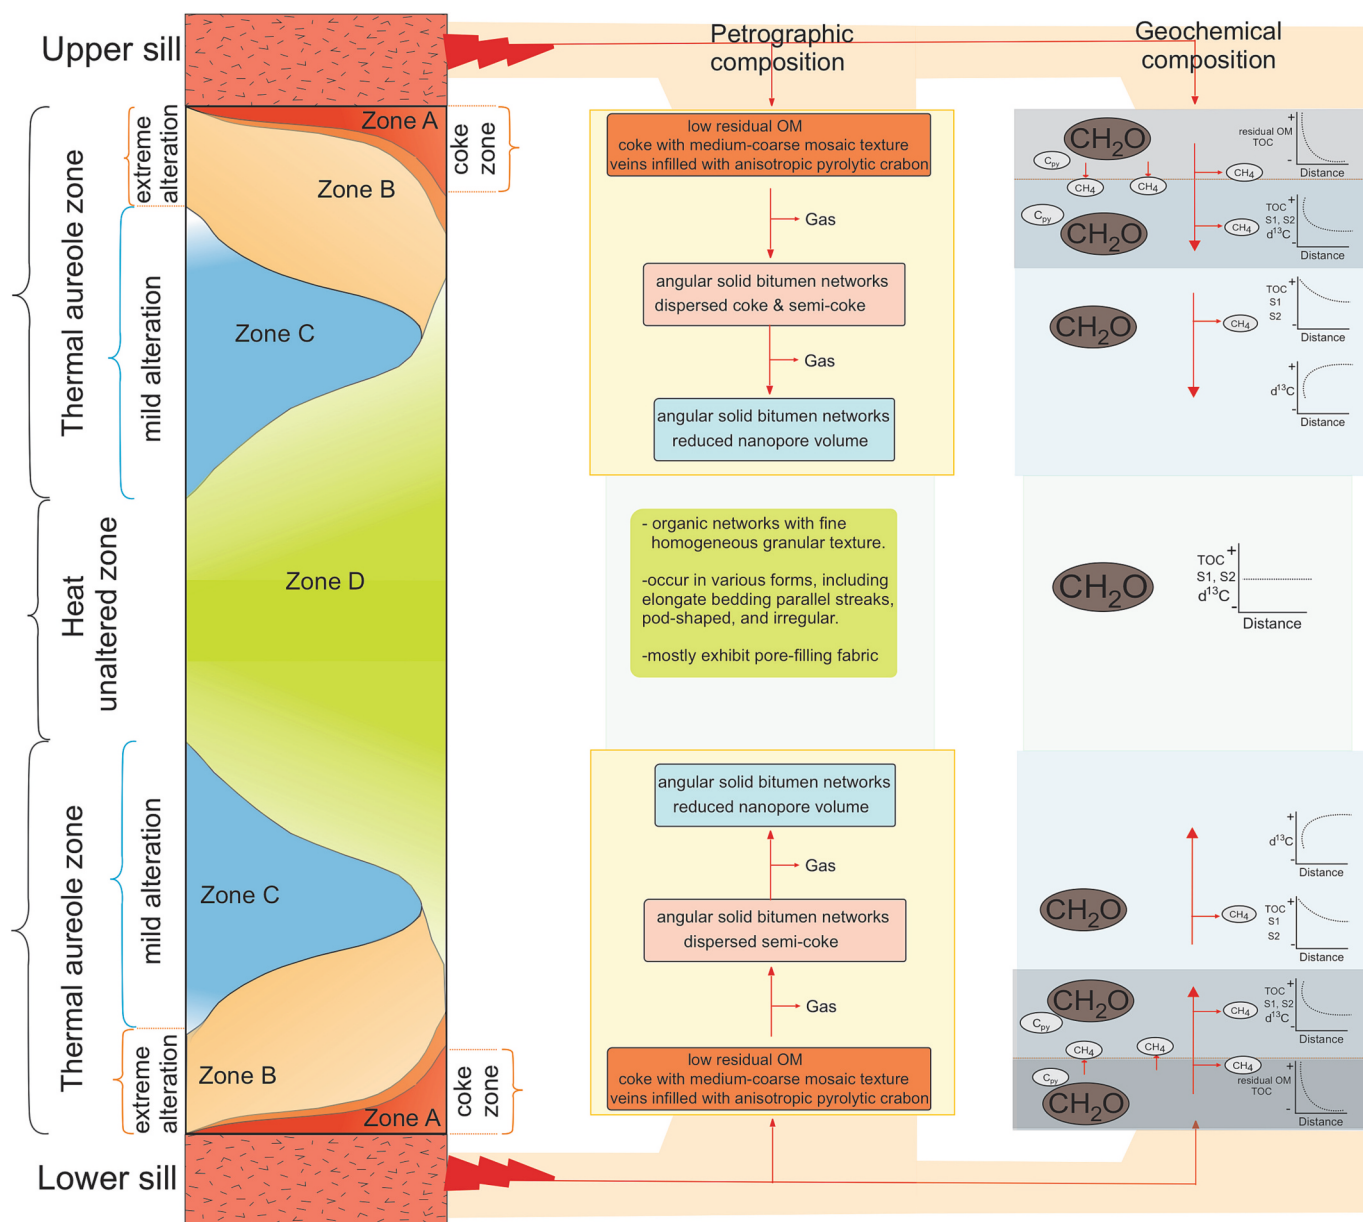 Upper sill
Thermal aureole zone
extreme
alteration
mild alteration
Zone A
Zone B
Zone C
coke
zone
Heat
unaltered zone
Zone D
Thermal aureole zone
mild alteration
extreme
alteration
Zone C
Zone B
Zone A
coke
zone
Lower sill
Petrographic
composition
low residual OM
coke with medium-coarse mosaic texture
veins infilled with anisotropic pyrolytic crabon
Gas
angular solid bitumen networks
dispersed coke & semi-coke
Gas
angular solid bitumen networks
reduced nanopore volume
- organic networks with fine
homogeneous granular texture.
-occur in various forms, including
elongate bedding parallel streaks,
pod-shaped, and irregular.
-mostly exhibit pore-filling fabric
angular solid bitumen networks
reduced nanopore volume
Gas
angular solid bitumen networks
dispersed semi-coke
Gas
low residual OM
coke with medium-coarse mosaic texture
veins infilled with anisotropic pyrolytic crabon
Geochemical
composition
CH2O
Cpy
CH4
CH4
CH4
+
residual OM
TOC
-
Distance
Cpy
CH2O
CH4
+
TOC
S1, S2
d13C
-
Distance
CH2O
CH4
+
TOC
S1
S2
-
Distance
+
d13C
-
Distance
CH2O
+
TOC
S1, S2
d13C
-
Distance
+
d13C
-
Distance
CH2O
CH4
+
TOC
S1
S2
-
Distance
CH2O
Cpy
CH4
+
TOC
S1, S2
d13C
-
Distance
CH4
CH4
Cpy
CH2O
CH4
+
residual OM
TOC
-
Distance